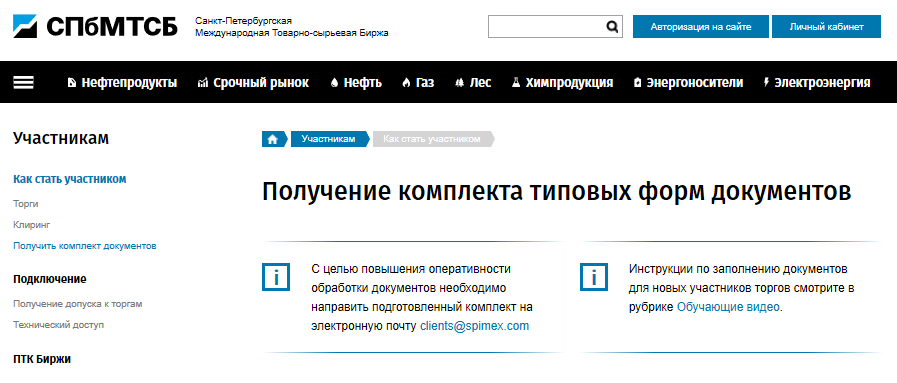 СПбМТСБ
Санкт-Петербургская
Международная Товарно-сырьевая Биржа
Авторизация на сайте
Личный кабинет
Нефтепродукты Срочный рынок Нефть Газ Лес Химпродукция Энергоносители Электроэнергия
Участникам
Как стать участником
Торги
Клиринг
Получить комплект документов
Подключение
Получение допуска к торгам
Технический доступ
ПТК Биржи
Участникам Как стать участником
Получение комплекта типовых форм документов
С целью повышения оперативности
обработки документов необходимо
направить подготовленный комплект на
электронную почту clients@spimex.com
Инструкции по заполнению документов
для новых участников торгов смотрите в
рубрике Обучающие видео.